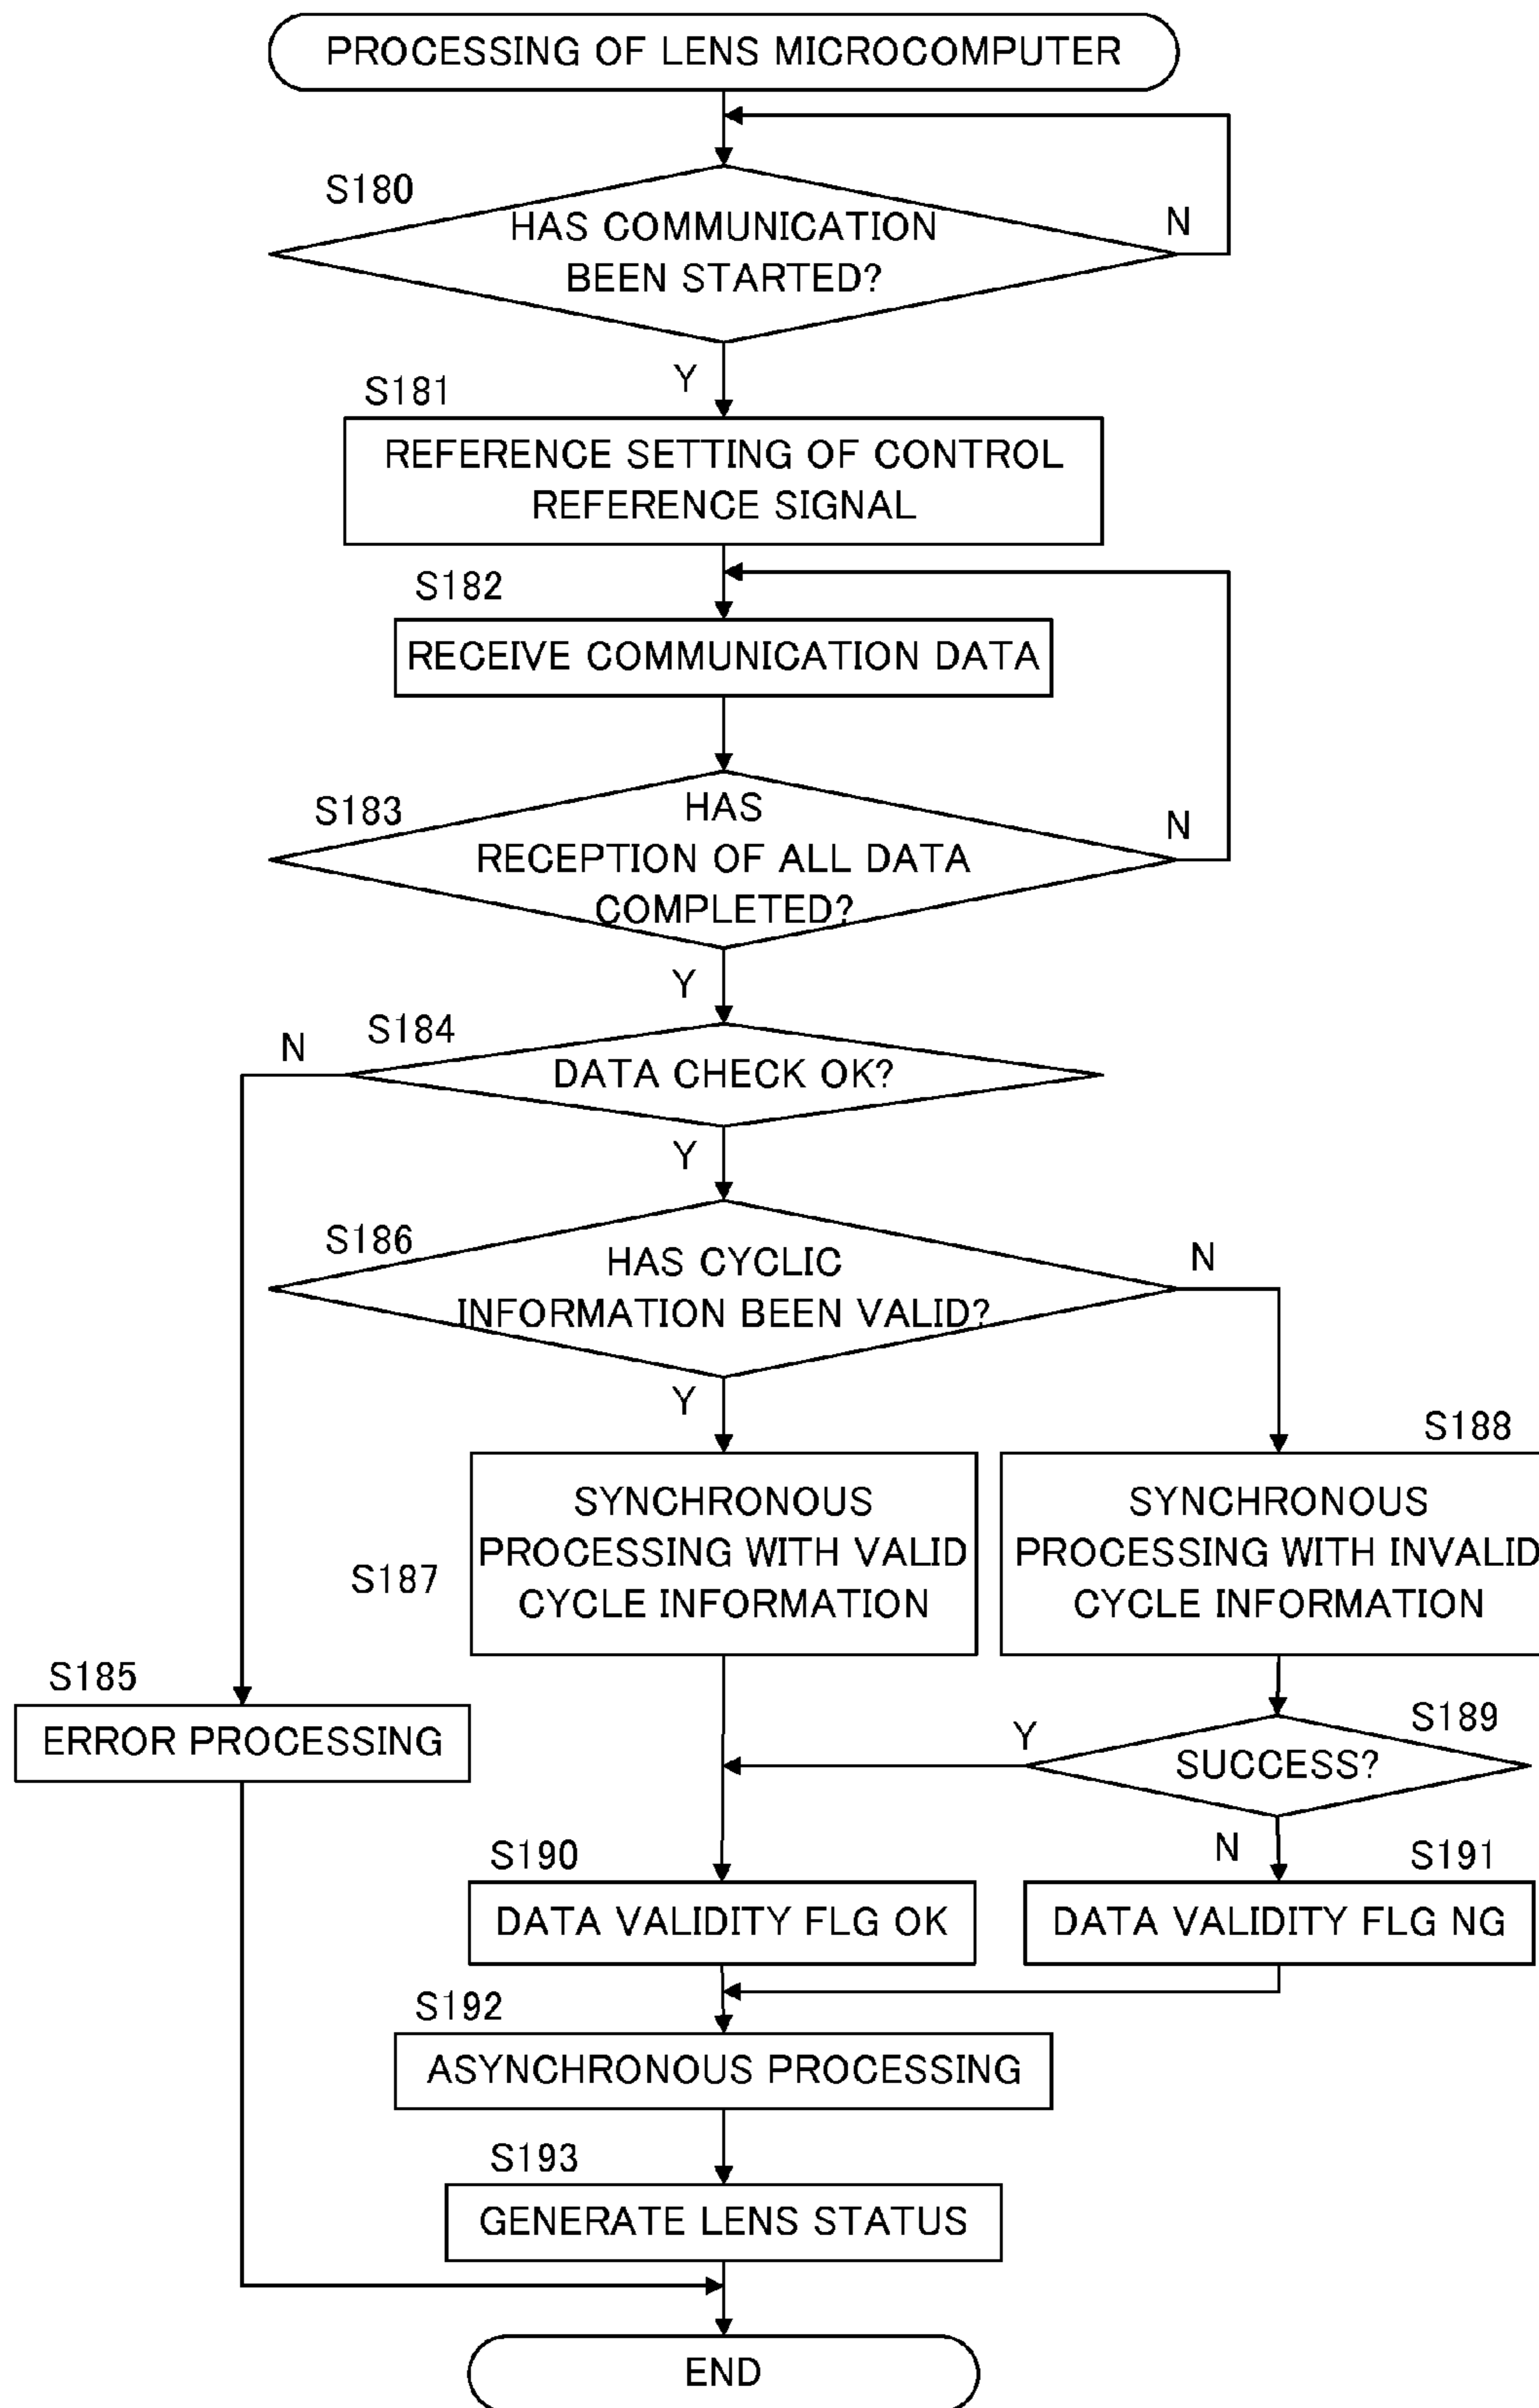 PROCESSING OF LENS MICROCOMPUTER
S180
HAS COMMUNICATION
BEEN STARTED?
N
Y
S181
REFERENCE SETTING OF CONTROL
REFERENCE SIGNAL
S182
RECEIVE COMMUNICATION DATA
S183
HAS
RECEPTION OF ALL DATA
COMPLETED?
N
Y
S184
N
DATA CHECK OK?
Y
S186
HAS CYCLIC
INFORMATION BEEN VALID?
N
Y
S187
SYNCHRONOUS
PROCESSING WITH VALID
CYCLE INFORMATION
S188
SYNCHRONOUS
PROCESSING WITH INVALID
CYCLE INFORMATION
S185
ERROR PROCESSING
S189
Y
SUCCESS?
N
S190
DATA VALIDITY FLG OK
S191
DATA VALIDITY FLG NG
S192
ASYNCHRONOUS PROCESSING
S193
GENERATE LENS STATUS
END